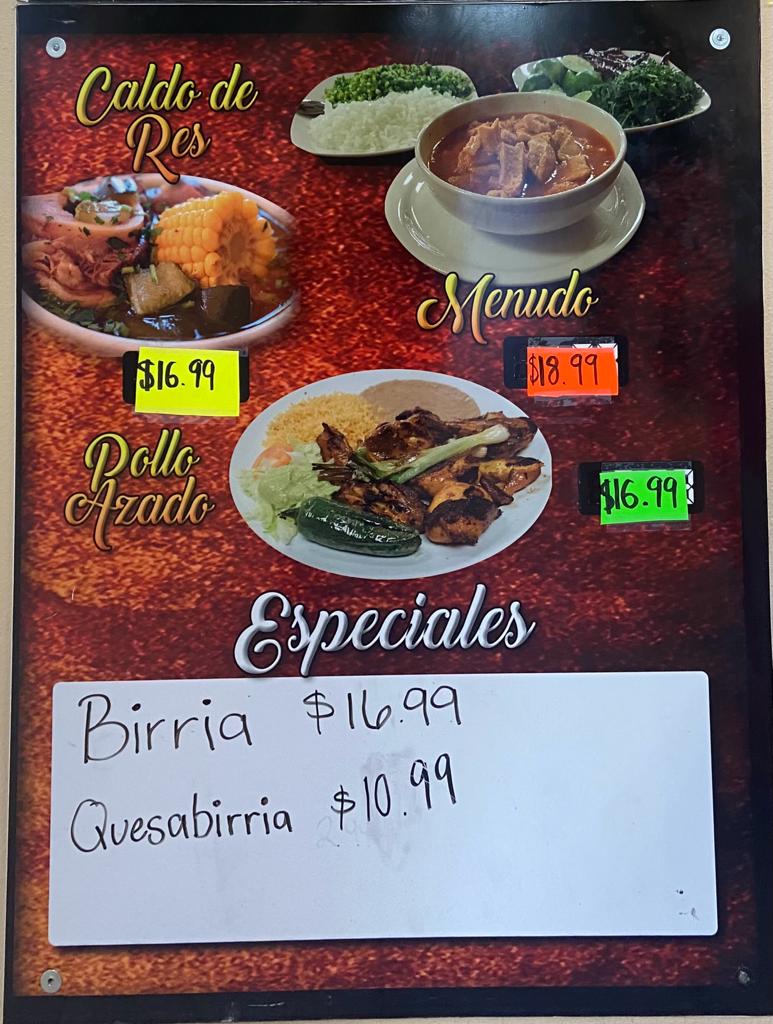 Caldo de
Res
Menudo
$16.99
$18.99
Pollo
Azado
$16.99
Especiales
Birria $16.99
Quesabirria $10.99